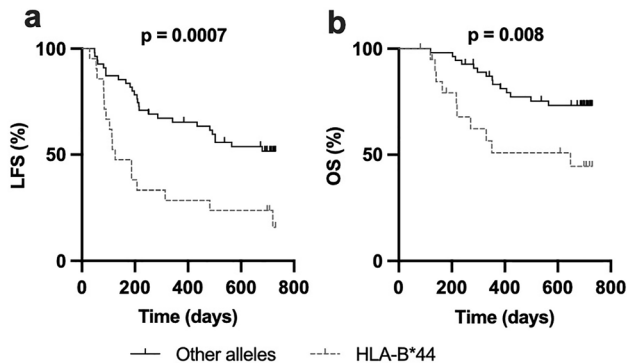 a
p = 0.0007
100
50
0
LFS (%)
0 200 400 600 800
Time (days)
b
p = 0.008
100
50
0
OS (%)
0 200 400 600 800
Time (days)
Other alleles
HLA-B*44